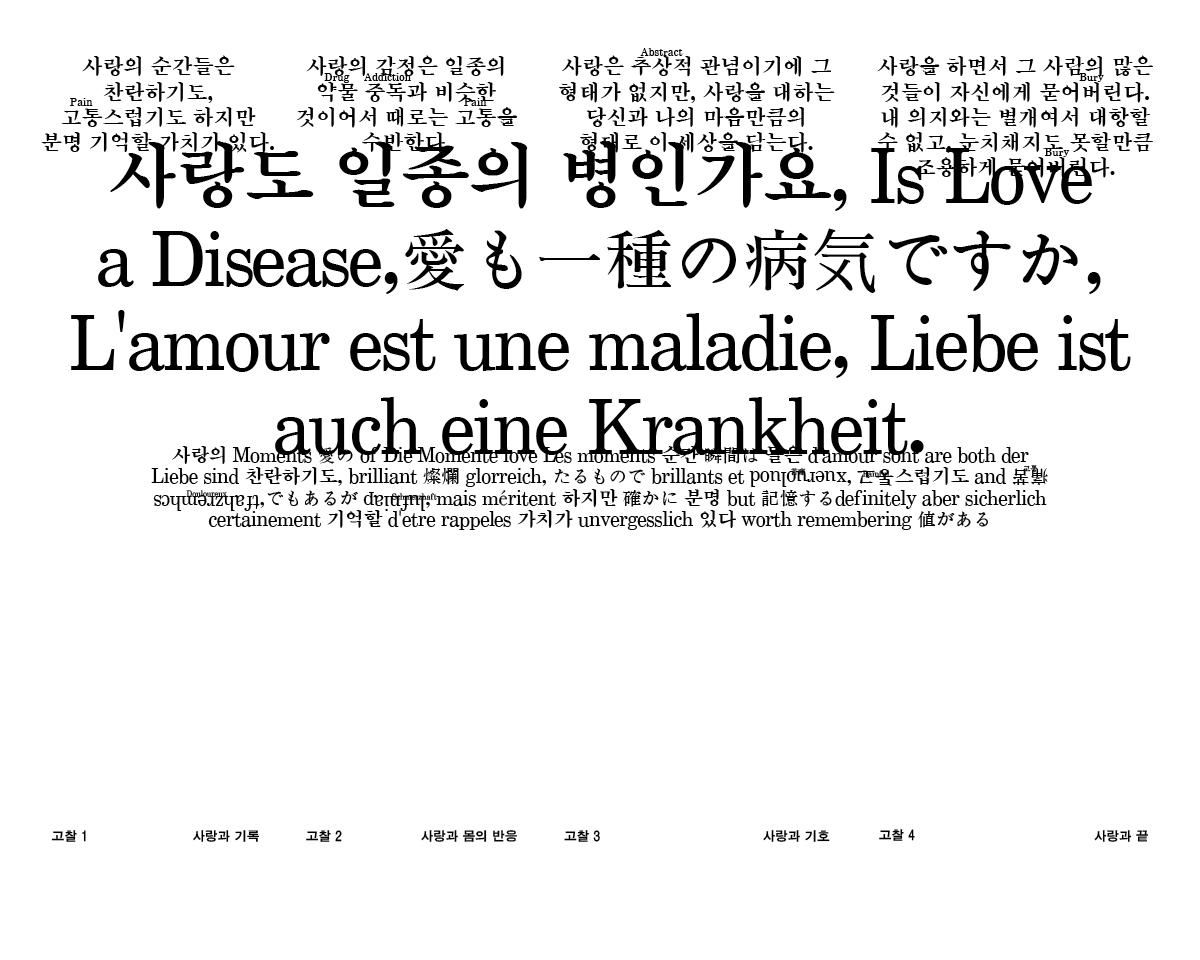 사랑의 순간들은
찬란하기도,
Pain
고통스럽기도 하지만
분명 기억할 가치가 있다.
사랑의 감정은 일종의
Drug Addiction
약물 중독과 비슷한
Pain
것이어서 때로는 고통을
수반한다.
Abstract
사랑은 추상적 관념이기에 그
형태가 없지만, 사랑을 대하는
당신과 나의 마음만큼의
형태로 이 세상을 담는다.
사랑을 하면서 그 사람의 많은
Bury
것들이 자신에게 묻어버린다.
내 의지와는 별개여서 대항할
수 없고, 눈치채지도 못할만큼
Bury
조용하게 묻어버린다.
사랑도 일종의 병인가요, Is Love
a Disease,愛も一種の病気ですか,
L'amour est une maladie, Liebe ist
auch eine Krankheit.
사랑의 Moments 愛の of Die Momente love Les moments 순간 瞬間は 들은 d'amour sont are both der
Liebe sind 찬란하기도, brilliant 燦爛 glorreich, たるもので brillants et douloureux, 고통스럽기도 and
schmerzhaft,でもあるが painful, mais méritent 하지만 確かに 분명 but 記憶するdefinitely aber sicherlich
certainement 기억할 d'etre rappeles 가치가 unvergesslich 있다 worth remembering 値がある
고찰 1 사랑과 기록 고찰 2 사랑과 몸의 반응 고찰 3 사랑과 기호 고찰 4 사랑과 끝